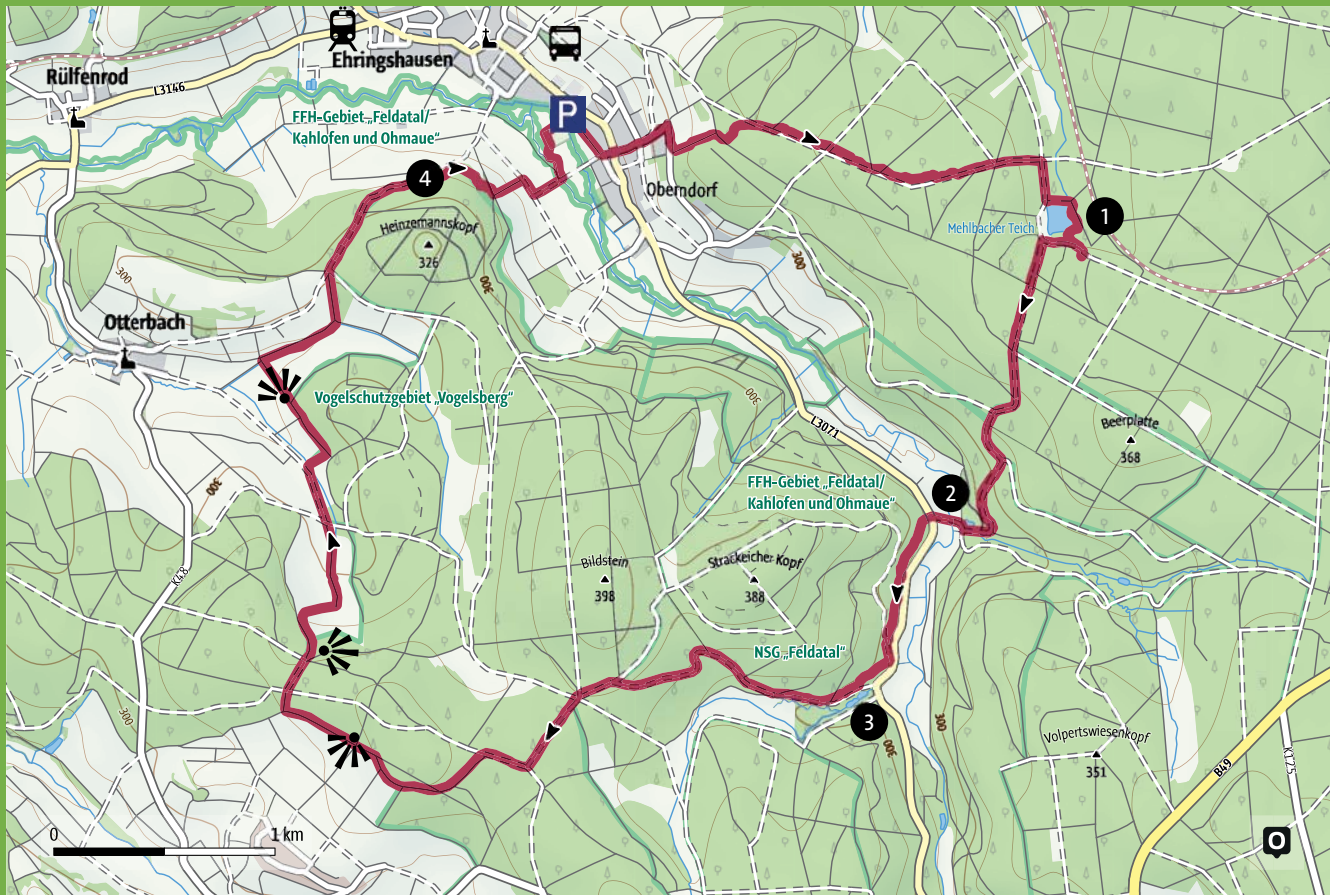 Ehringshausen
Rülfenrod
L3146
P
FFH-Gebiet „Feldatal/
Kahlofen und Ohmaue“
4
Oberndorf
Mehlbacher Teich
1
Heinzemannskopf
326
300
300
300
Otterbach
Vogelschutzgebiet „Vogelsberg“
300
L3071
Beerplatte
368
300
FFH-Gebiet „Feldatal/
Kahlofen und Ohmaue“
2
K48
Bildstein
398
Strackeicher Kopf
388
NSG „Feldatal“
300
3
300
300
Volpertswiesenkopf
351
B49
K125
0
1 km
O